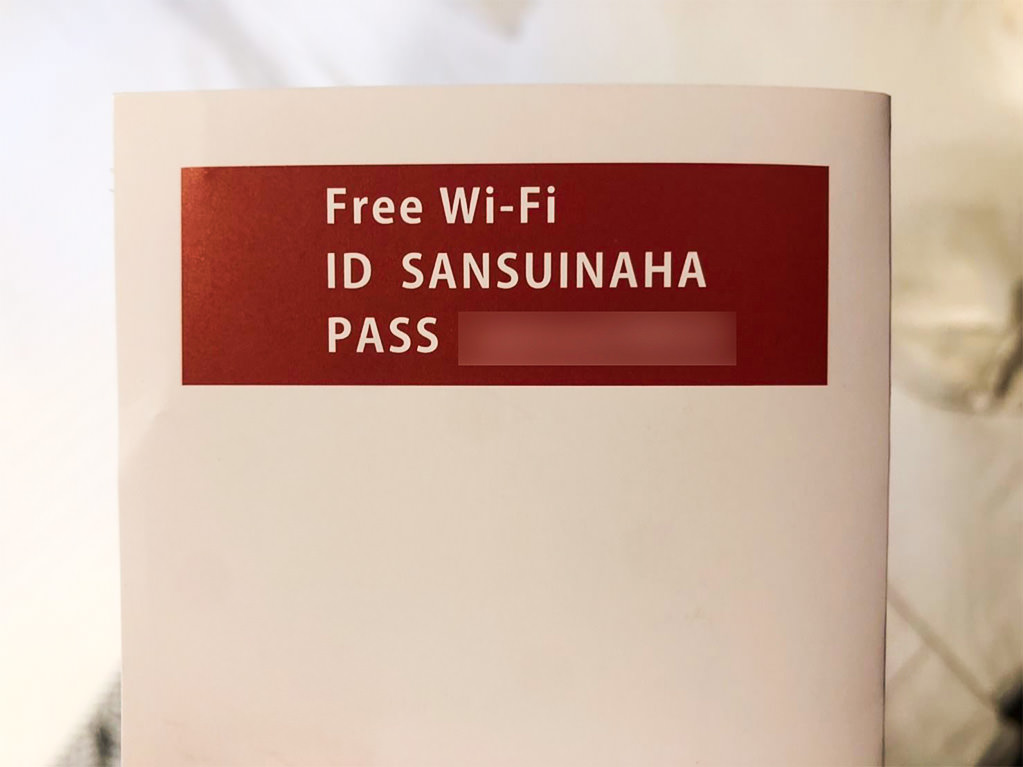 Free Wi-Fi
ID SANSUINAHA
PASS